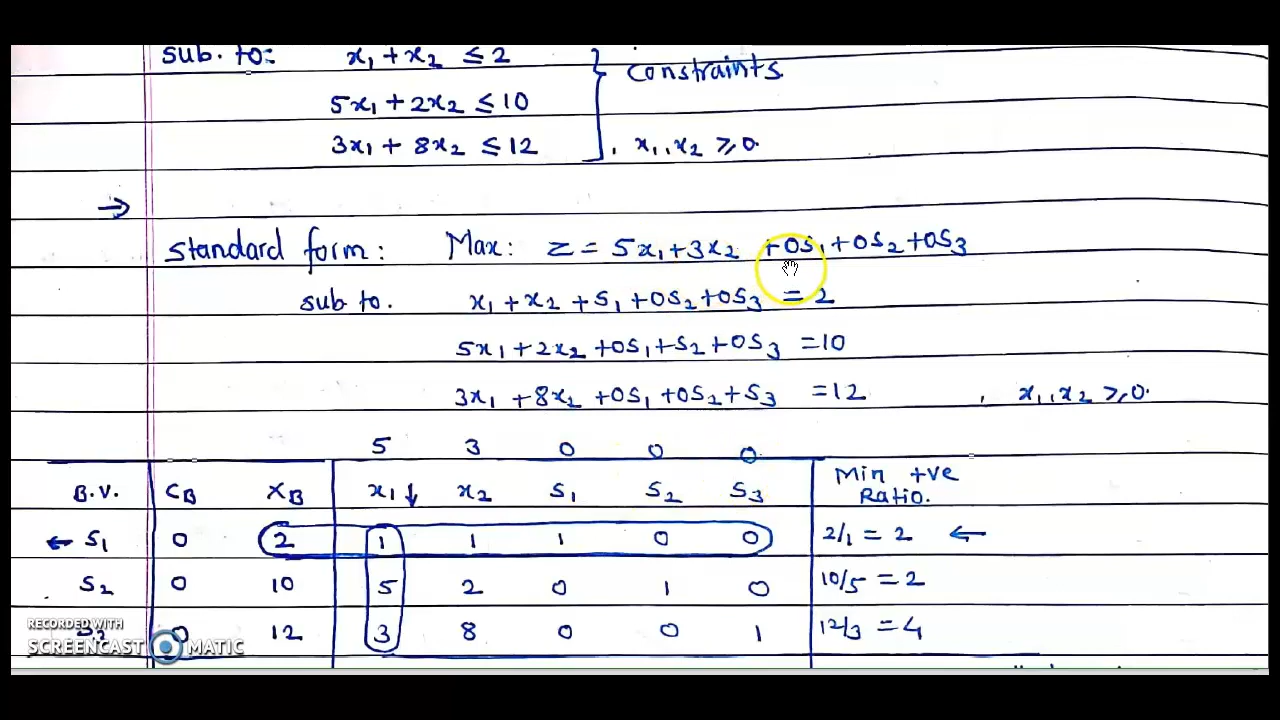 sub. to: x₁ + x₂ ≤ 2
constraints
5x₁ + 2x₂ ≤ 10
3x₁ + 8x₂ ≤ 12 , x₁, x₂ ≥ 0.
→
Standard form: Max: Z = 5x₁ + 3x₂ + 0S₁ + 0S₂ + 0S₃
sub to. x₁ + x₂ + S₁ + 0S₂ + 0S₃ = 2
5x₁ + 2x₂ + 0S₁ + S₂ + 0S₃ = 10
3x₁ + 8x₂ + 0S₁ + 0S₂ + S₃ = 12 , x₁, x₂ ≥ 0.
5 3 0 0 0
B.V. CB XB x₁ ↓ x₂ S₁ S₂ S₃ Min +ve Ratio.
← S₁ 0 2 1 1 1 0 0 2/1 = 2 ←
S₂ 0 10 5 2 0 1 0 10/5 = 2
S₃ 0 12 3 8 0 0 1 12/3 = 4
RECORDED WITH
SCREENCAST MATIC